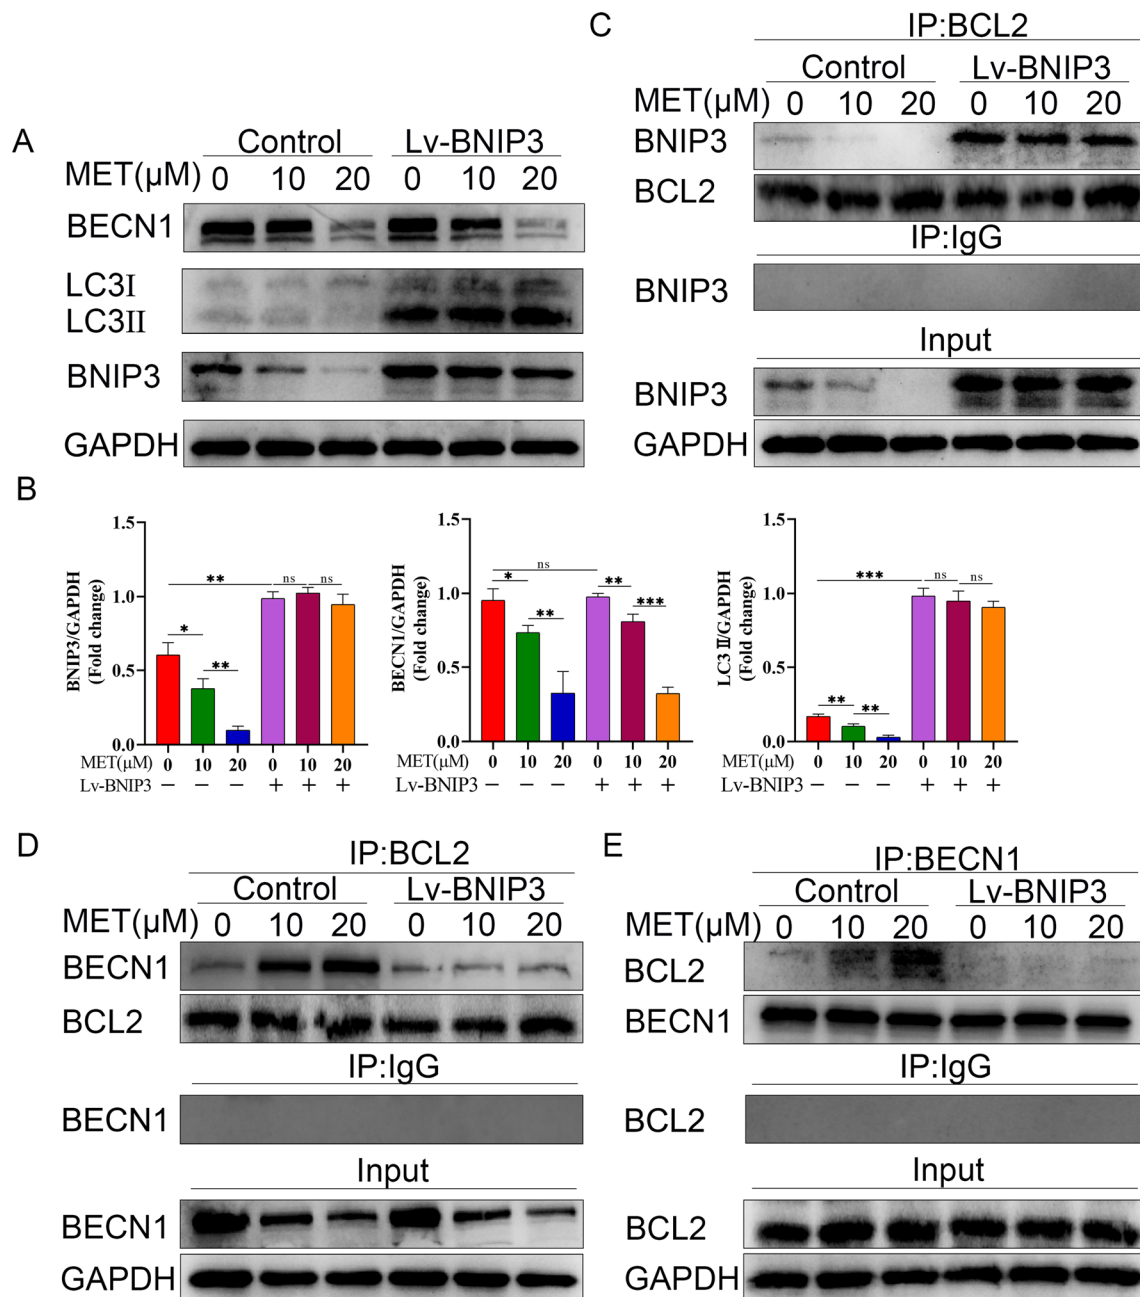 A
Control Lv-BNIP3
MET(μM) 0 10 20 0 10 20
BECN1
LC3I
LC3II
BNIP3
GAPDH
C
IP:BCL2
Control Lv-BNIP3
MET(μM) 0 10 20 0 10 20
BNIP3
BCL2
IP:IgG
BNIP3
Input
BNIP3
GAPDH
B
BNIP3/GAPDH
(Fold change)
1.5
1.0
0.5
0.0
** ns ns
* **
MET(μM) 0 10 20 0 10 20
Lv-BNIP3 − − − + + +
BECN1/GAPDH
(Fold change)
1.5
1.0
0.5
0.0
ns
* ** ** ***
MET(μM) 0 10 20 0 10 20
Lv-BNIP3 − − − + + +
LC3 II/GAPDH
(Fold change)
1.5
1.0
0.5
0.0
*** ns ns
** **
MET(μM) 0 10 20 0 10 20
Lv-BNIP3 − − − + + +
D
IP:BCL2
Control Lv-BNIP3
MET(μM) 0 10 20 0 10 20
BECN1
BCL2
IP:IgG
BECN1
Input
BECN1
GAPDH
E
IP:BECN1
Control Lv-BNIP3
MET(μM) 0 10 20 0 10 20
BCL2
BECN1
IP:IgG
BCL2
Input
BCL2
GAPDH